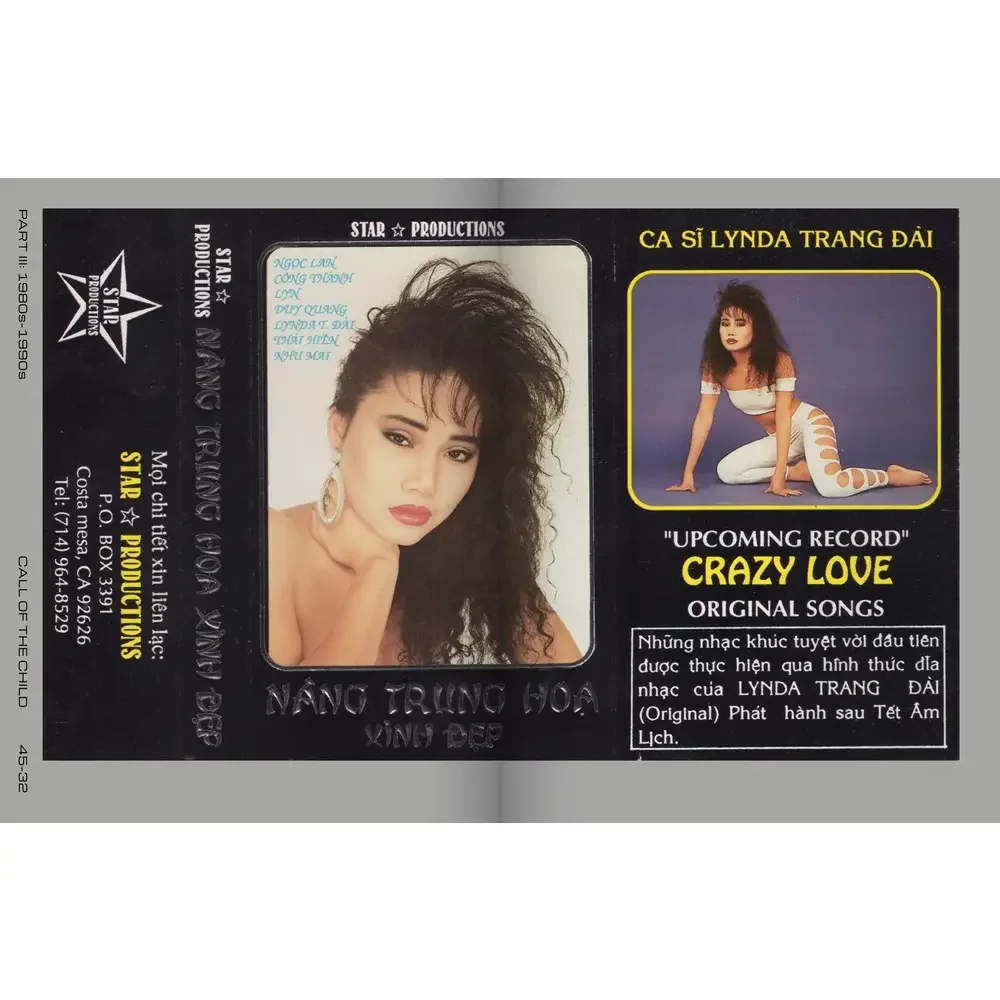 PART III: 1980s-1990s
CALL OF THE CHILD
45-32
STAR
PRODUCTIONS
Mọi chi tiết xin liên lạc:
STAR ☆ PRODUCTIONS
P.O. BOX 3391
Costa mesa, CA 92626
Tel: (714) 964-8529
STAR ☆
PRODUCTIONS
NÀNG TRUNG HOA XINH ĐẸP
STAR ☆ PRODUCTIONS
NGỌC LAN
CÔNG THÀNH
LYN
DUY QUANG
LYNDA T. ĐÀI
THÁI HIỀN
NHƯ MAI
NÀNG TRUNG HOA
XINH ĐẸP
CA SĨ LYNDA TRANG ĐÀI
"UPCOMING RECORD"
CRAZY LOVE
ORIGINAL SONGS
Những nhạc khúc tuyệt vời đầu tiên
được thực hiện qua hình thức dĩa
nhạc của LYNDA TRANG ĐÀI
(Original) Phát hành sau Tết Âm
Lịch.